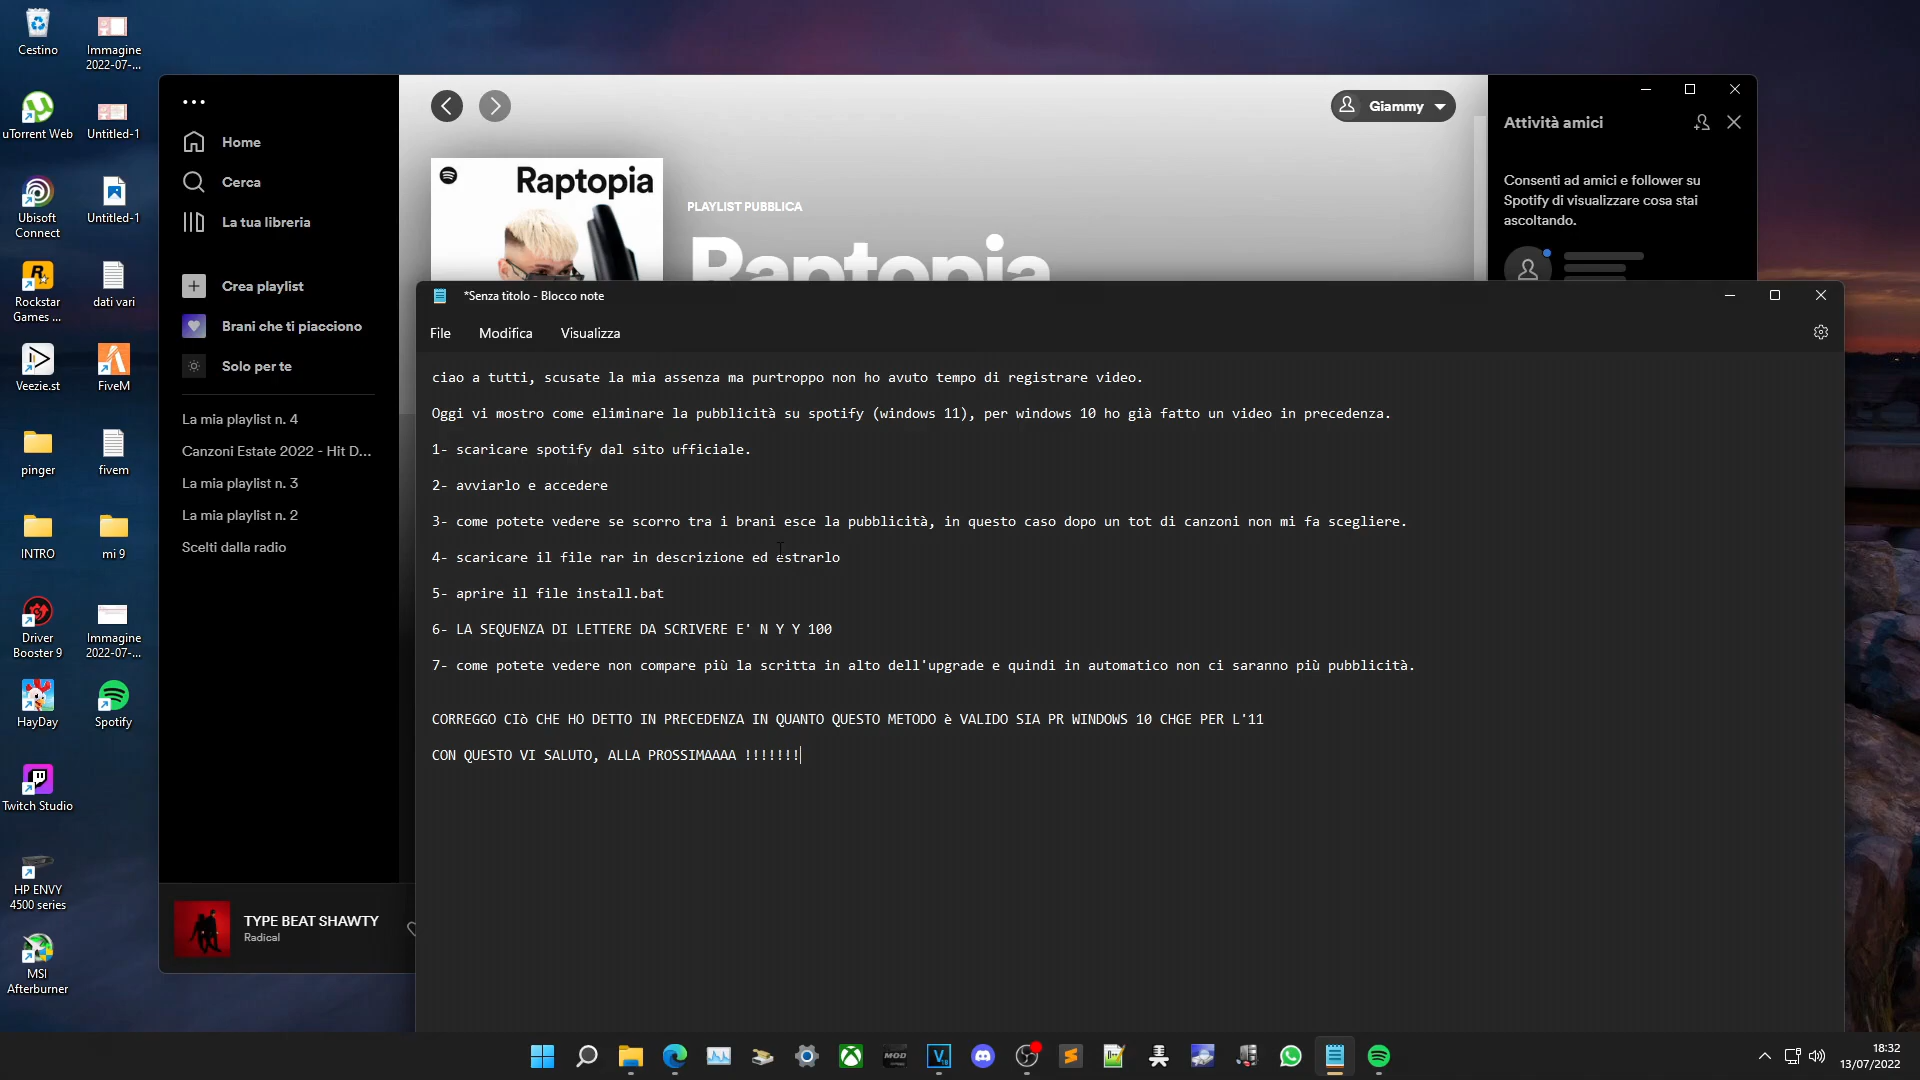 Cestino
Immagine
2022-07-...
uTorrent Web
Untitled-1
Ubisoft
Connect
Untitled-1
Rockstar
Games ...
dati vari
Veezie.st
FiveM
pinger
fivem
INTRO
mi 9
Driver
Booster 9
Immagine
2022-07-...
HayDay
Spotify
Twitch Studio
HP ENVY
4500 series
MSI
Afterburner
Home
Cerca
La tua libreria
Crea playlist
Brani che ti piacciono
Solo per te
La mia playlist n. 4
Canzoni Estate 2022 - Hit D...
La mia playlist n. 3
La mia playlist n. 2
Scelti dalla radio
TYPE BEAT SHAWTY
Radical
Giammy
Raptopia
PLAYLIST PUBBLICA
Raptopia
Attività amici
Consenti ad amici e follower su
Spotify di visualizzare cosa stai
ascoltando.
*Senza titolo - Blocco note
File Modifica Visualizza
ciao a tutti, scusate la mia assenza ma purtroppo non ho avuto tempo di registrare video.
Oggi vi mostro come eliminare la pubblicità su spotify (windows 11), per windows 10 ho già fatto un video in precedenza.
1- scaricare spotify dal sito ufficiale.
2- avviarlo e accedere
3- come potete vedere se scorro tra i brani esce la pubblicità, in questo caso dopo un tot di canzoni non mi fa scegliere.
4- scaricare il file rar in descrizione ed estrarlo
5- aprire il file install.bat
6- LA SEQUENZA DI LETTERE DA SCRIVERE E' N Y Y 100
7- come potete vedere non compare più la scritta in alto dell'upgrade e quindi in automatico non ci saranno più pubblicità.
CORREGGO CIò CHE HO DETTO IN PRECEDENZA IN QUANTO QUESTO METODO è VALIDO SIA PR WINDOWS 10 CHGE PER L'11
CON QUESTO VI SALUTO, ALLA PROSSIMAAAA !!!!!!!
MOD
18:32
13/07/2022